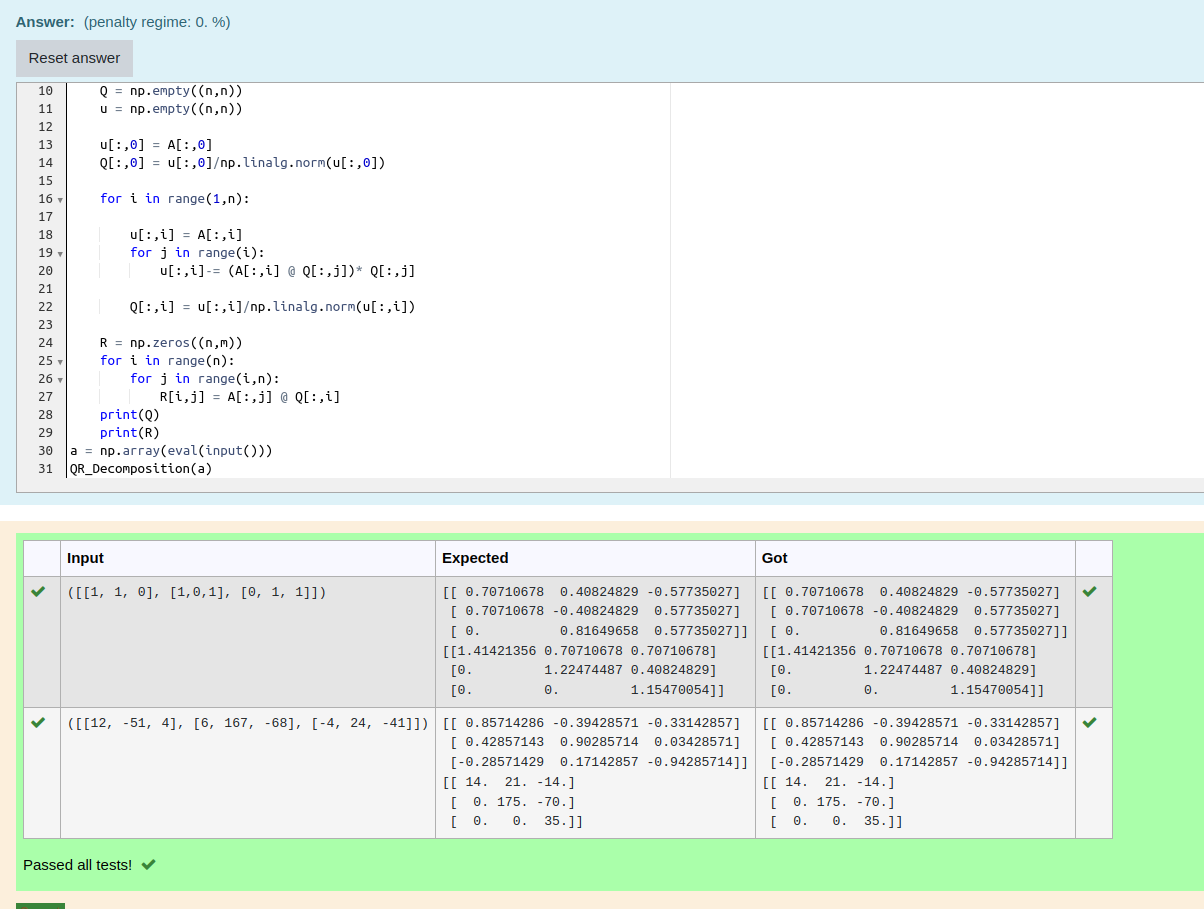 Answer: (penalty regime: 0. %)
Reset answer
10 Q = np.empty((n,n))
11 u = np.empty((n,n))
12
13 u[:,0] = A[:,0]
14 Q[:,0] = u[:,0]/np.linalg.norm(u[:,0])
15
16 for i in range(1,n):
17
18 u[:,i] = A[:,i]
19 for j in range(i):
20 u[:,i]-= (A[:,i] @ Q[:,j])* Q[:,j]
21
22 Q[:,i] = u[:,i]/np.linalg.norm(u[:,i])
23
24 R = np.zeros((n,m))
25 for i in range(n):
26 for j in range(i,n):
27 R[i,j] = A[:,j] @ Q[:,i]
28 print(Q)
29 print(R)
30 a = np.array(eval(input()))
31 QR_Decomposition(a)
Input Expected Got
([[1, 1, 0], [1,0,1], [0, 1, 1]]) [[ 0.70710678 0.40824829 -0.57735027] [[ 0.70710678 0.40824829 -0.57735027]
[ 0.70710678 -0.40824829 0.57735027] [ 0.70710678 -0.40824829 0.57735027]
[ 0. 0.81649658 0.57735027]] [ 0. 0.81649658 0.57735027]]
[[1.41421356 0.70710678 0.70710678] [[1.41421356 0.70710678 0.70710678]
[0. 1.22474487 0.40824829] [0. 1.22474487 0.40824829]
[0. 0. 1.15470054]] [0. 0. 1.15470054]]
([[12, -51, 4], [6, 167, -68], [-4, 24, -41]]) [[ 0.85714286 -0.39428571 -0.33142857] [[ 0.85714286 -0.39428571 -0.33142857]
[ 0.42857143 0.90285714 0.03428571] [ 0.42857143 0.90285714 0.03428571]
[-0.28571429 0.17142857 -0.94285714]] [-0.28571429 0.17142857 -0.94285714]]
[[ 14. 21. -14.] [[ 14. 21. -14.]
[ 0. 175. -70.] [ 0. 175. -70.]
[ 0. 0. 35.]] [ 0. 0. 35.]]
Passed all tests!